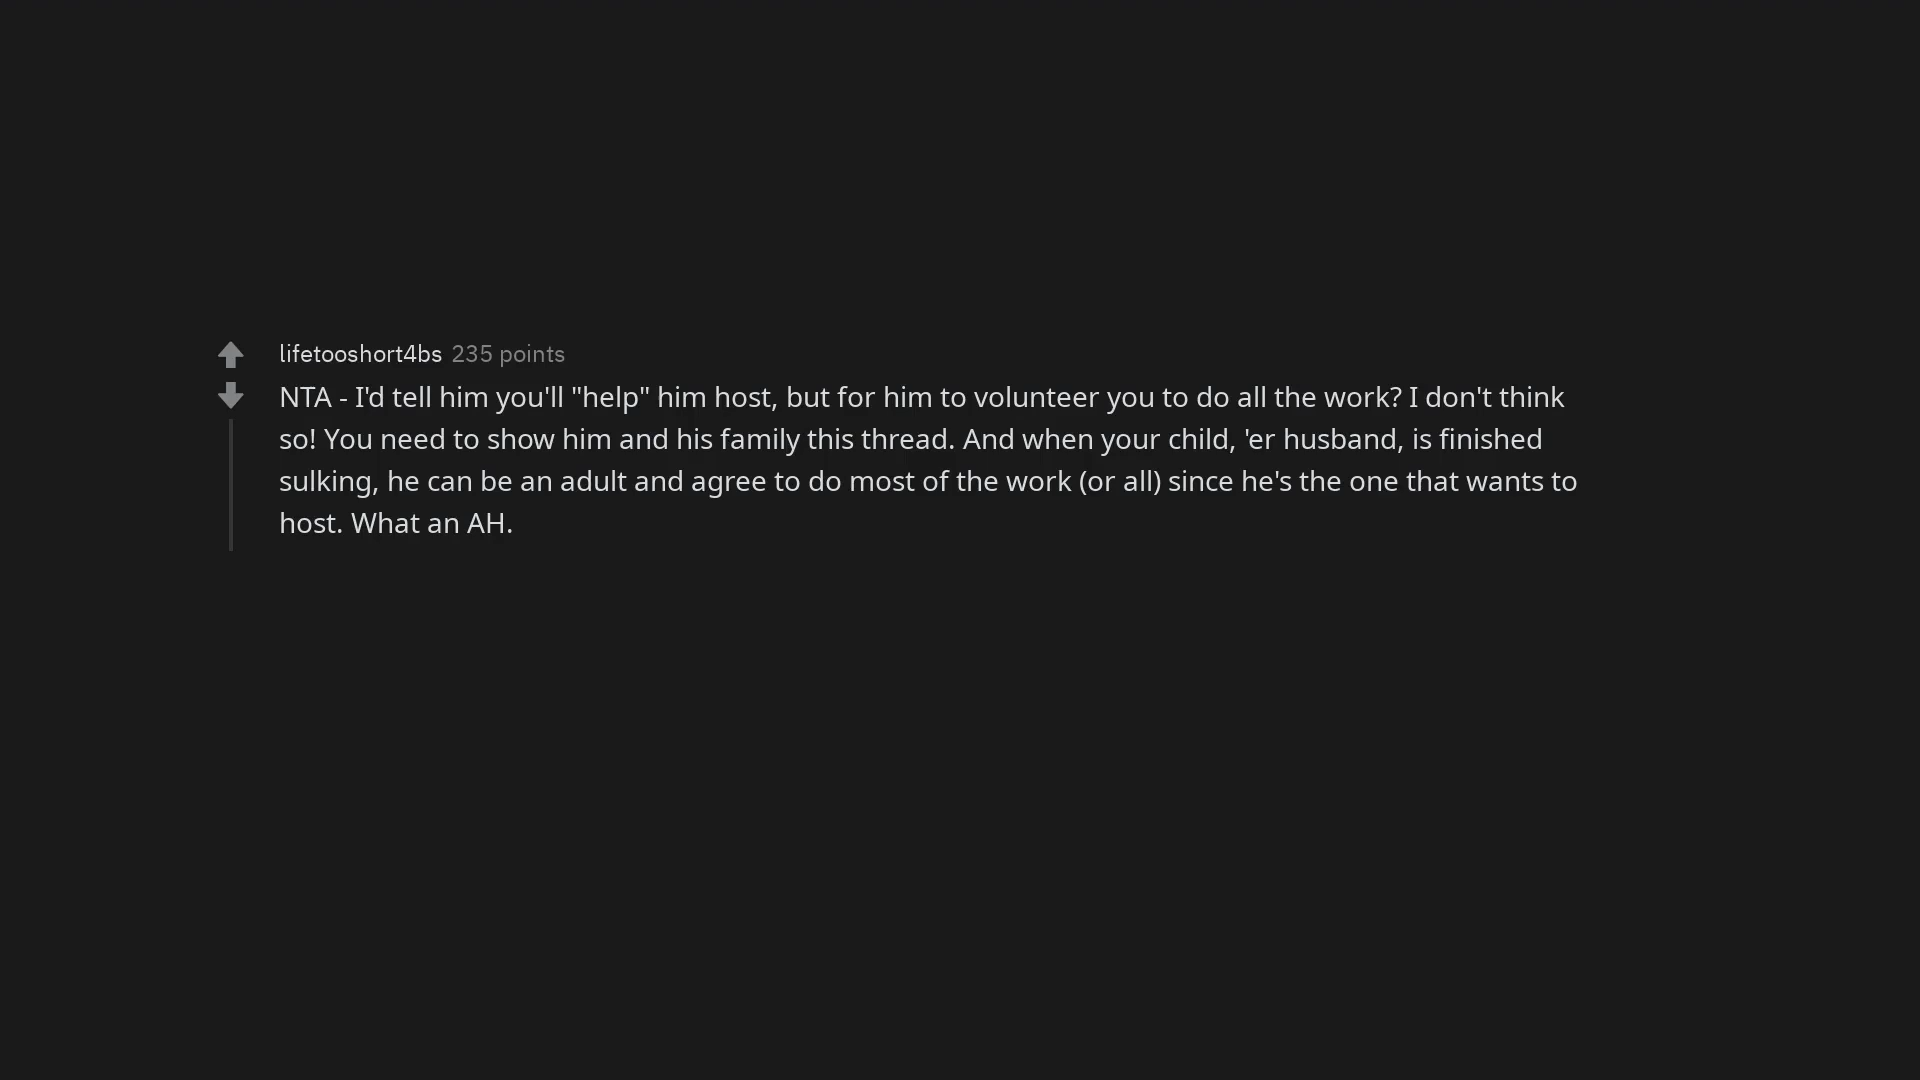 lifetooshort4bs 235 points
NTA - I'd tell him you'll "help" him host, but for him to volunteer you to do all the work? I don't think
so! You need to show him and his family this thread. And when your child, 'er husband, is finished
sulking, he can be an adult and agree to do most of the work (or all) since he's the one that wants to
host. What an AH.